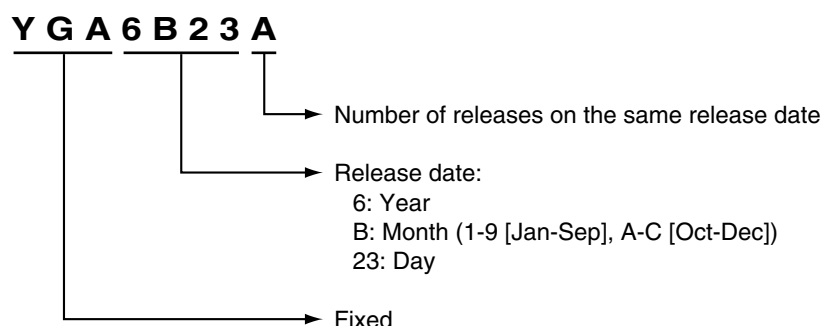 Y G A 6 B 2 3 A
Number of releases on the same release date
Release date:
6: Year
B: Month (1-9 [Jan-Sep], A-C [Oct-Dec])
23: Day
Fixed